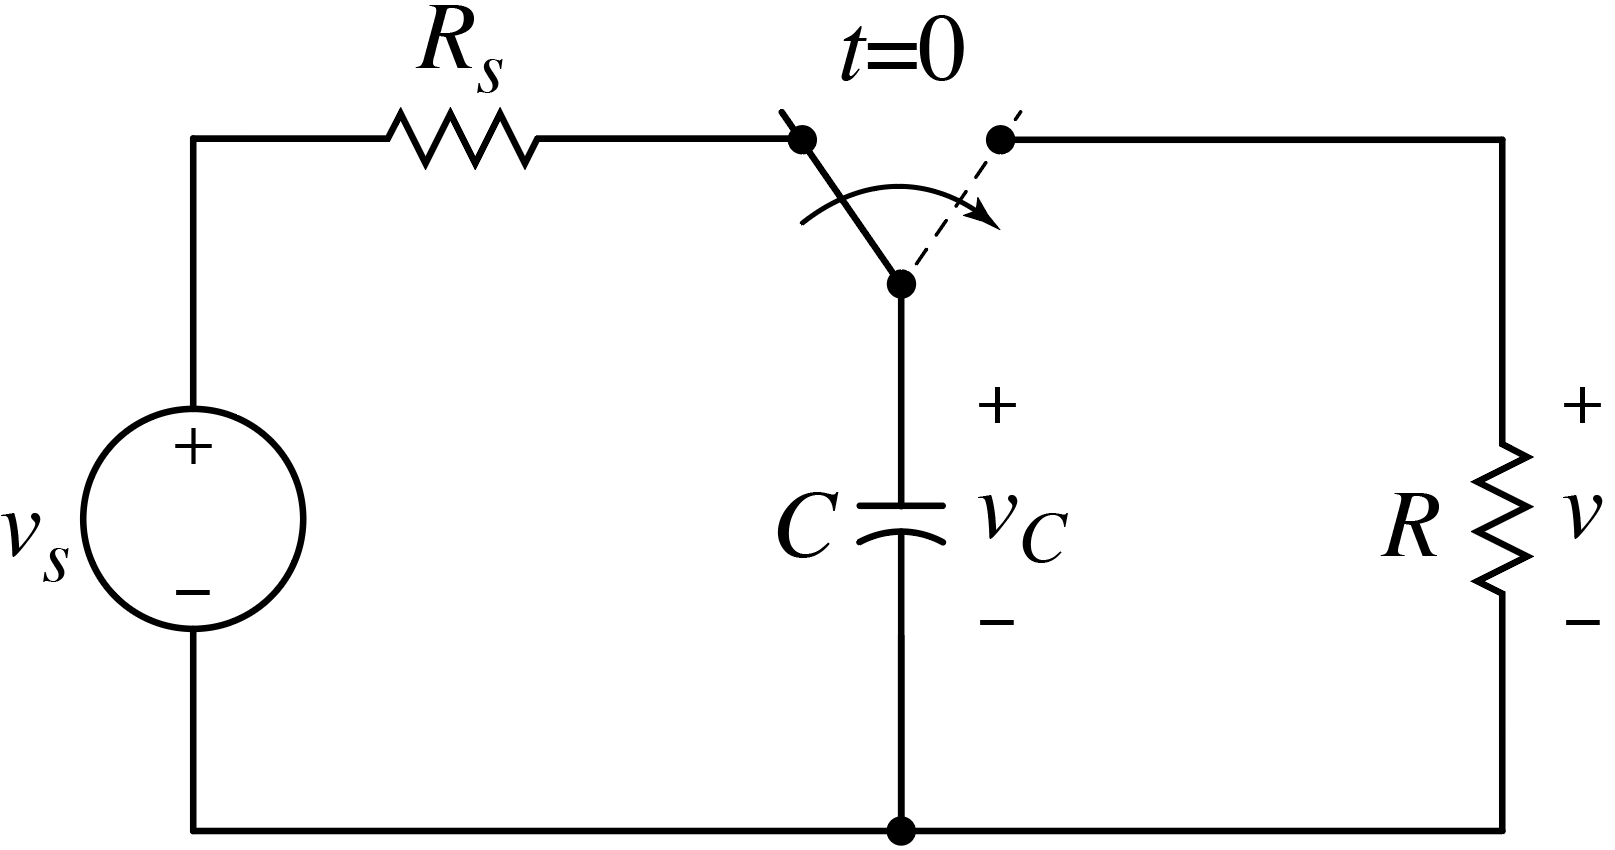 R_s
t=0
+
v_s
−
C
+
v_C
−
R
+
v
−